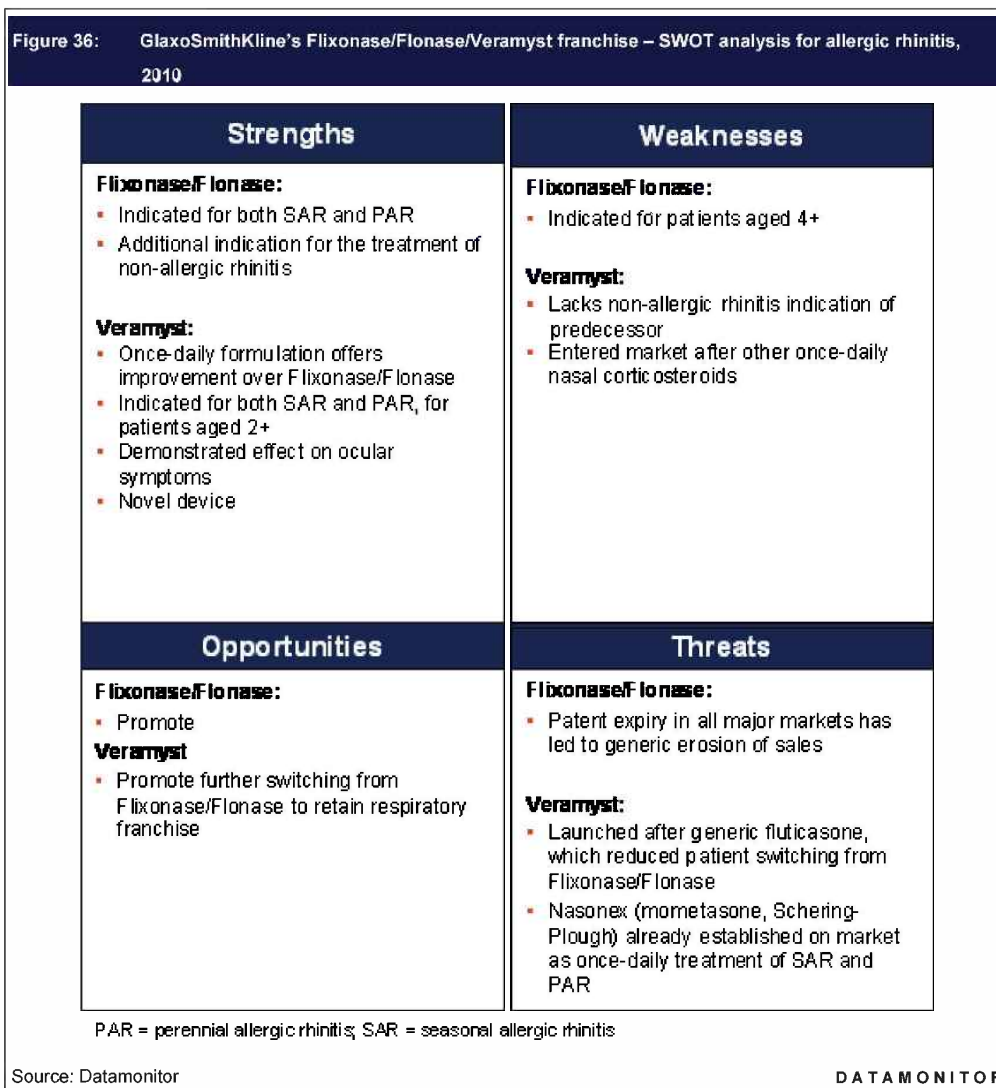 Figure 36: GlaxoSmithKline's Flixonase/Flonase/Veramyst franchise – SWOT analysis for allergic rhinitis,
2010
Strengths
Flixonase/Flonase:
• Indicated for both SAR and PAR
• Additional indication for the treatment of
non-allergic rhinitis
Veramyst:
• Once-daily formulation offers
improvement over Flixonase/Flonase
• Indicated for both SAR and PAR, for
patients aged 2+
• Demonstrated effect on ocular
symptoms
• Novel device
Weaknesses
Flixonase/Flonase:
• Indicated for patients aged 4+
Veramyst:
• Lacks non-allergic rhinitis indication of
predecessor
• Entered market after other once-daily
nasal corticosteroids
Opportunities
Flixonase/Flonase:
• Promote
Veramyst
• Promote further switching from
Flixonase/Flonase to retain respiratory
franchise
Threats
Flixonase/Flonase:
• Patent expiry in all major markets has
led to generic erosion of sales
Veramyst:
• Launched after generic fluticasone,
which reduced patient switching from
Flixonase/Flonase
• Nasonex (mometasone, Schering-
Plough) already established on market
as once-daily treatment of SAR and
PAR
PAR = perennial allergic rhinitis; SAR = seasonal allergic rhinitis
Source: Datamonitor
DATAMONITOR